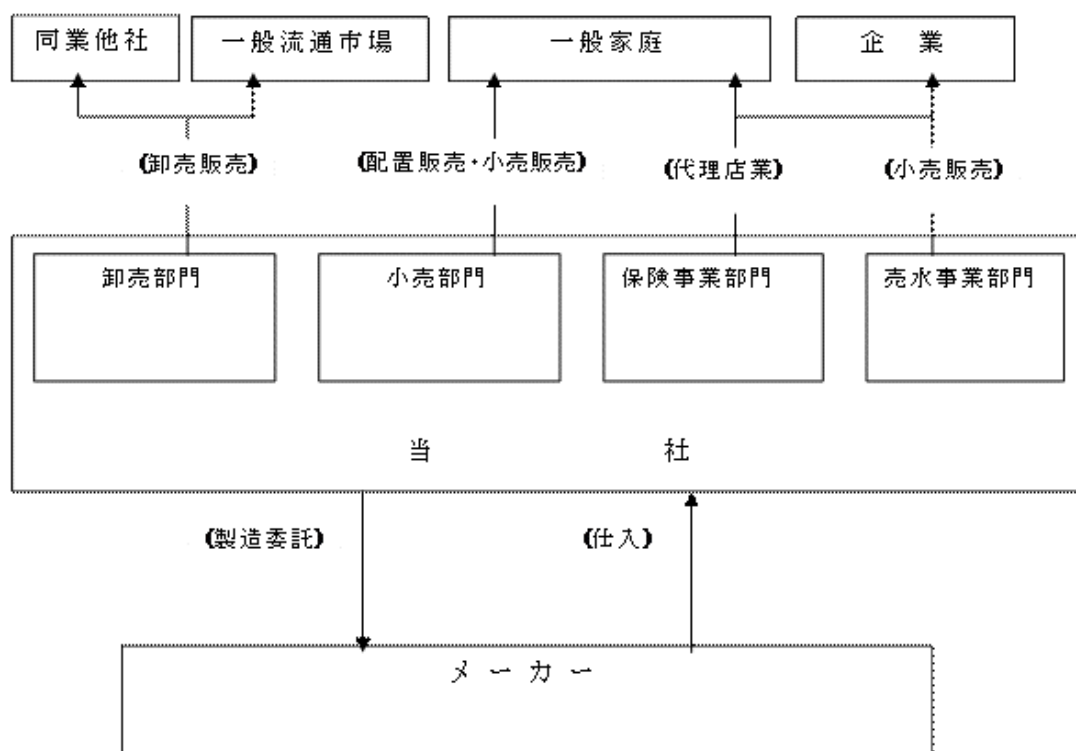 同業他社 一般流通市場 一般家庭 企 業
(卸売販売) (配置販売・小売販売) (代理店業) (小売販売)
卸売部門 小売部門 保険事業部門 売水事業部門
当 社
(製造委託) (仕入)
メーカー